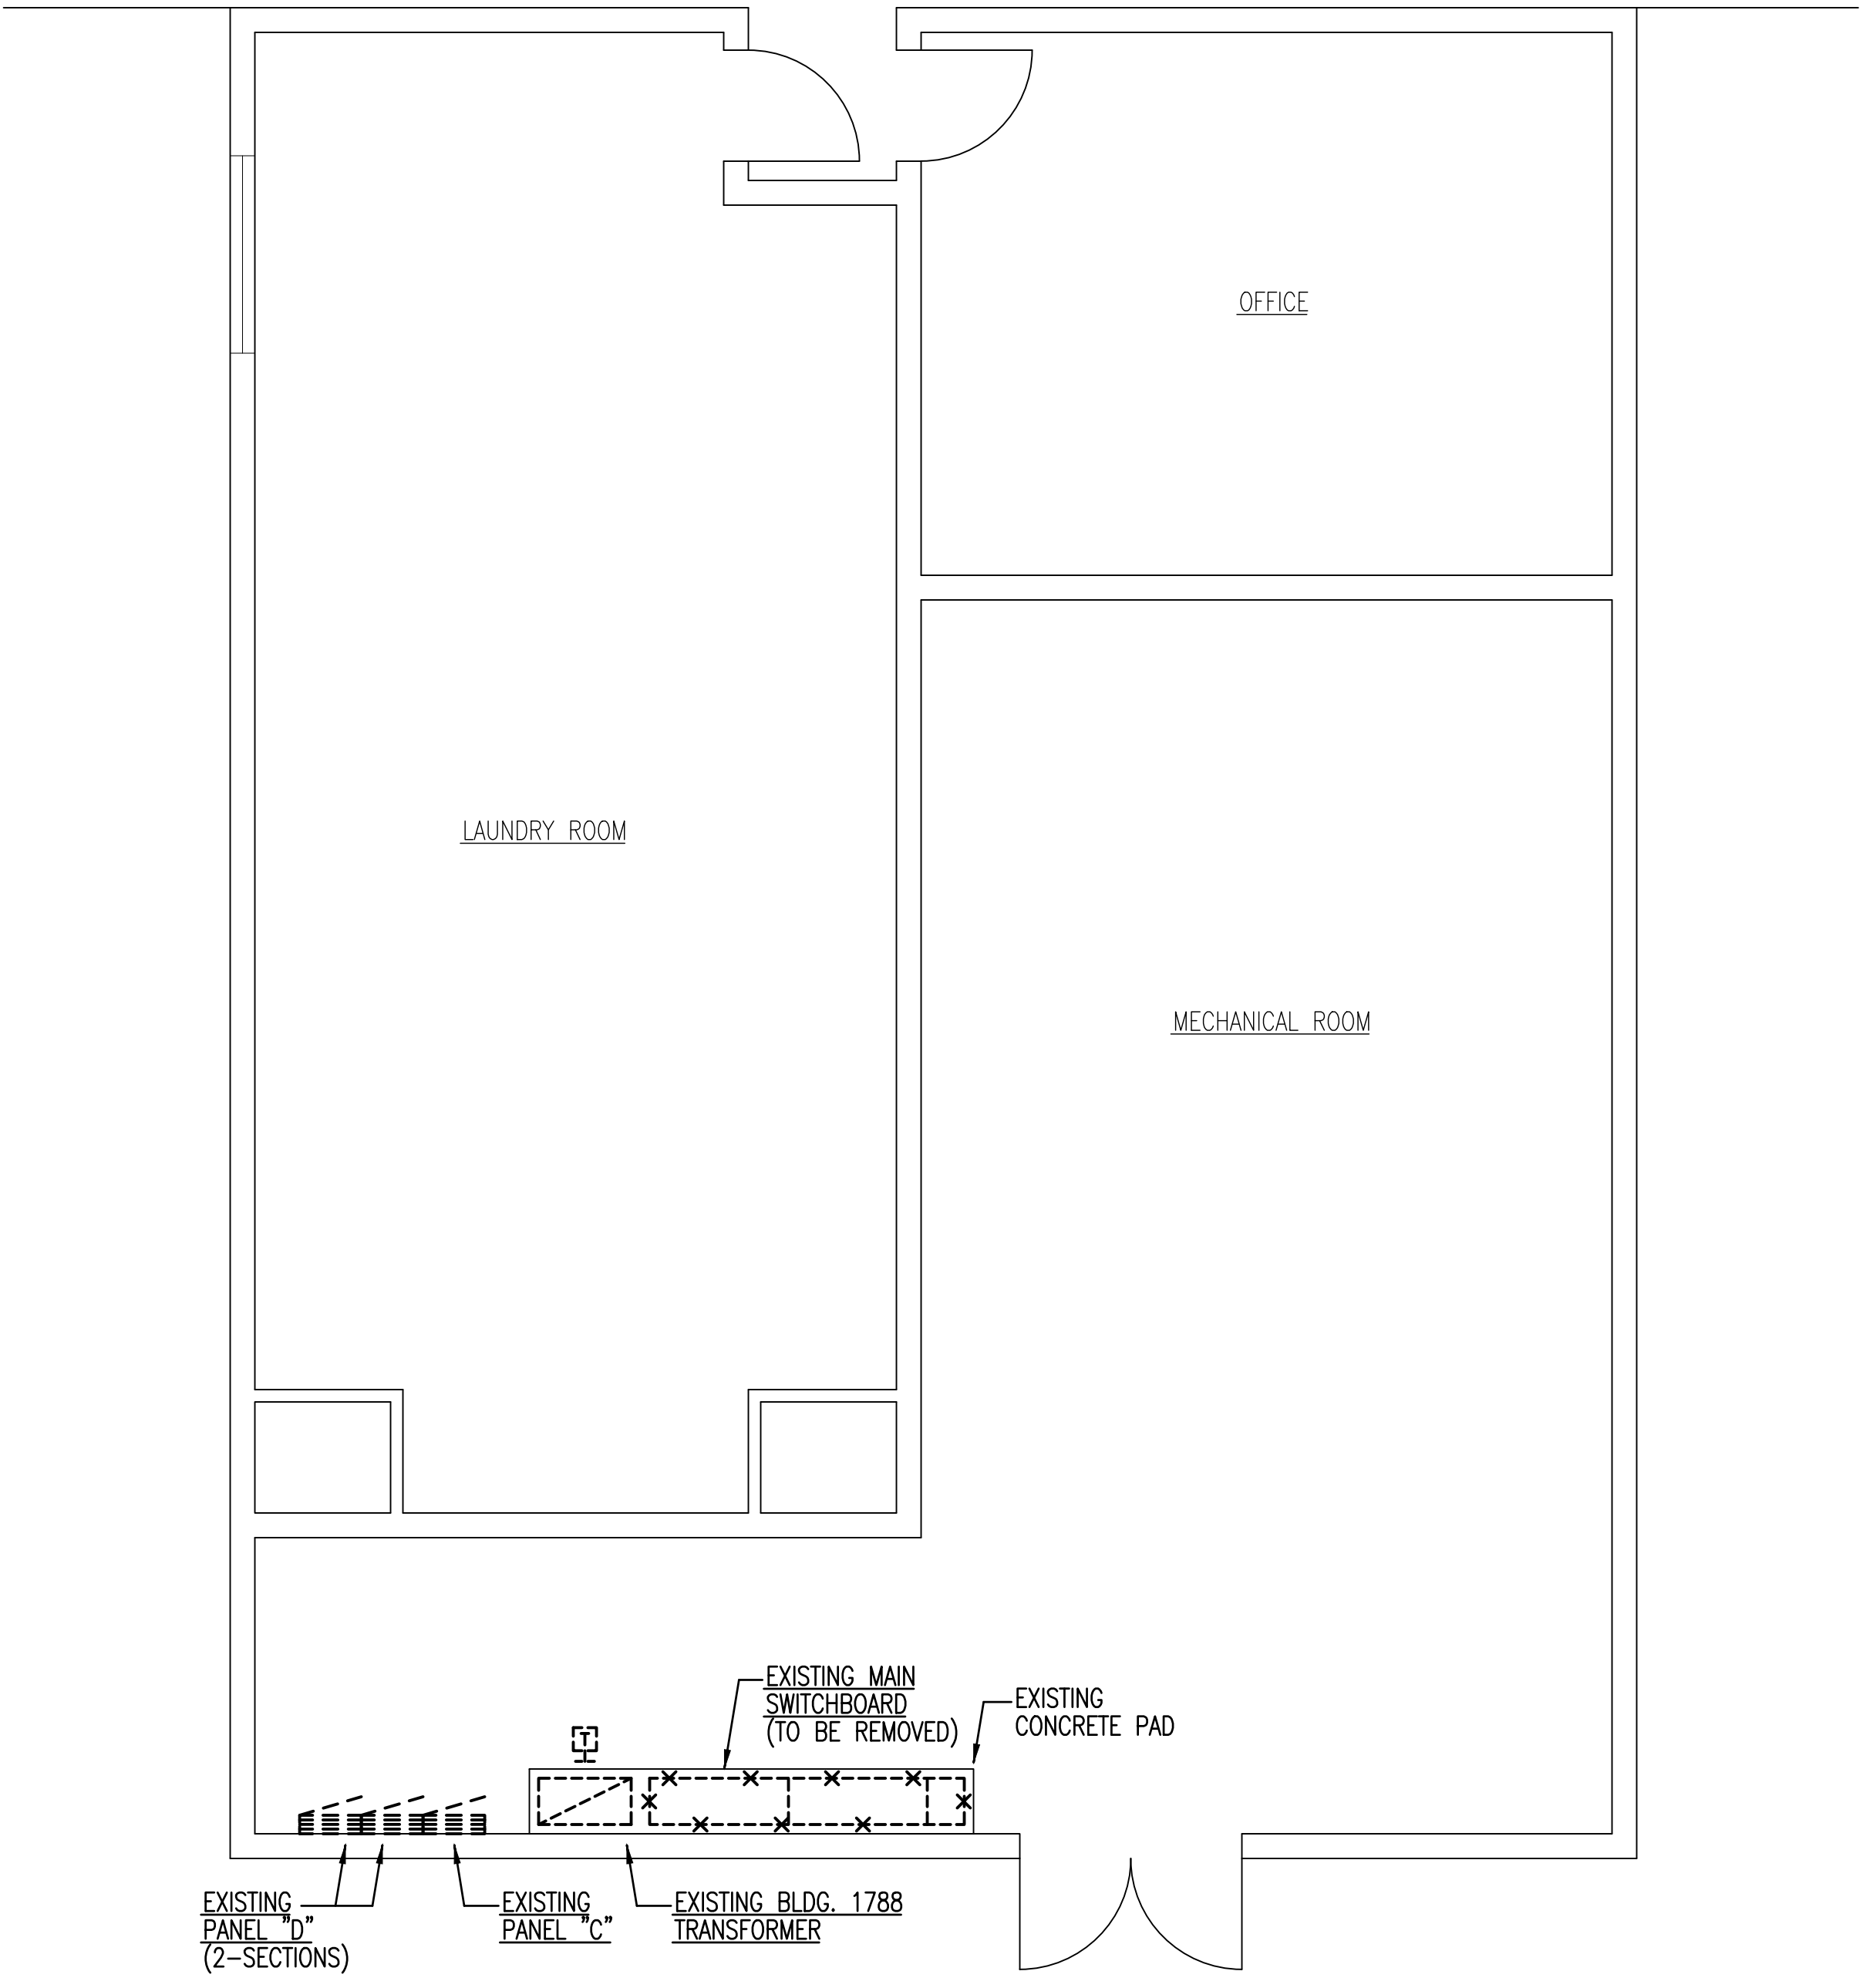 OFFICE
LAUNDRY ROOM
MECHANICAL ROOM
EXISTING MAIN
SWITCHBOARD
(TO BE REMOVED)
EXISTING
CONCRETE PAD
T
EXISTING
PANEL "D"
(2-SECTIONS)
EXISTING
PANEL "C"
EXISTING BLDG. 1788
TRANSFORMER